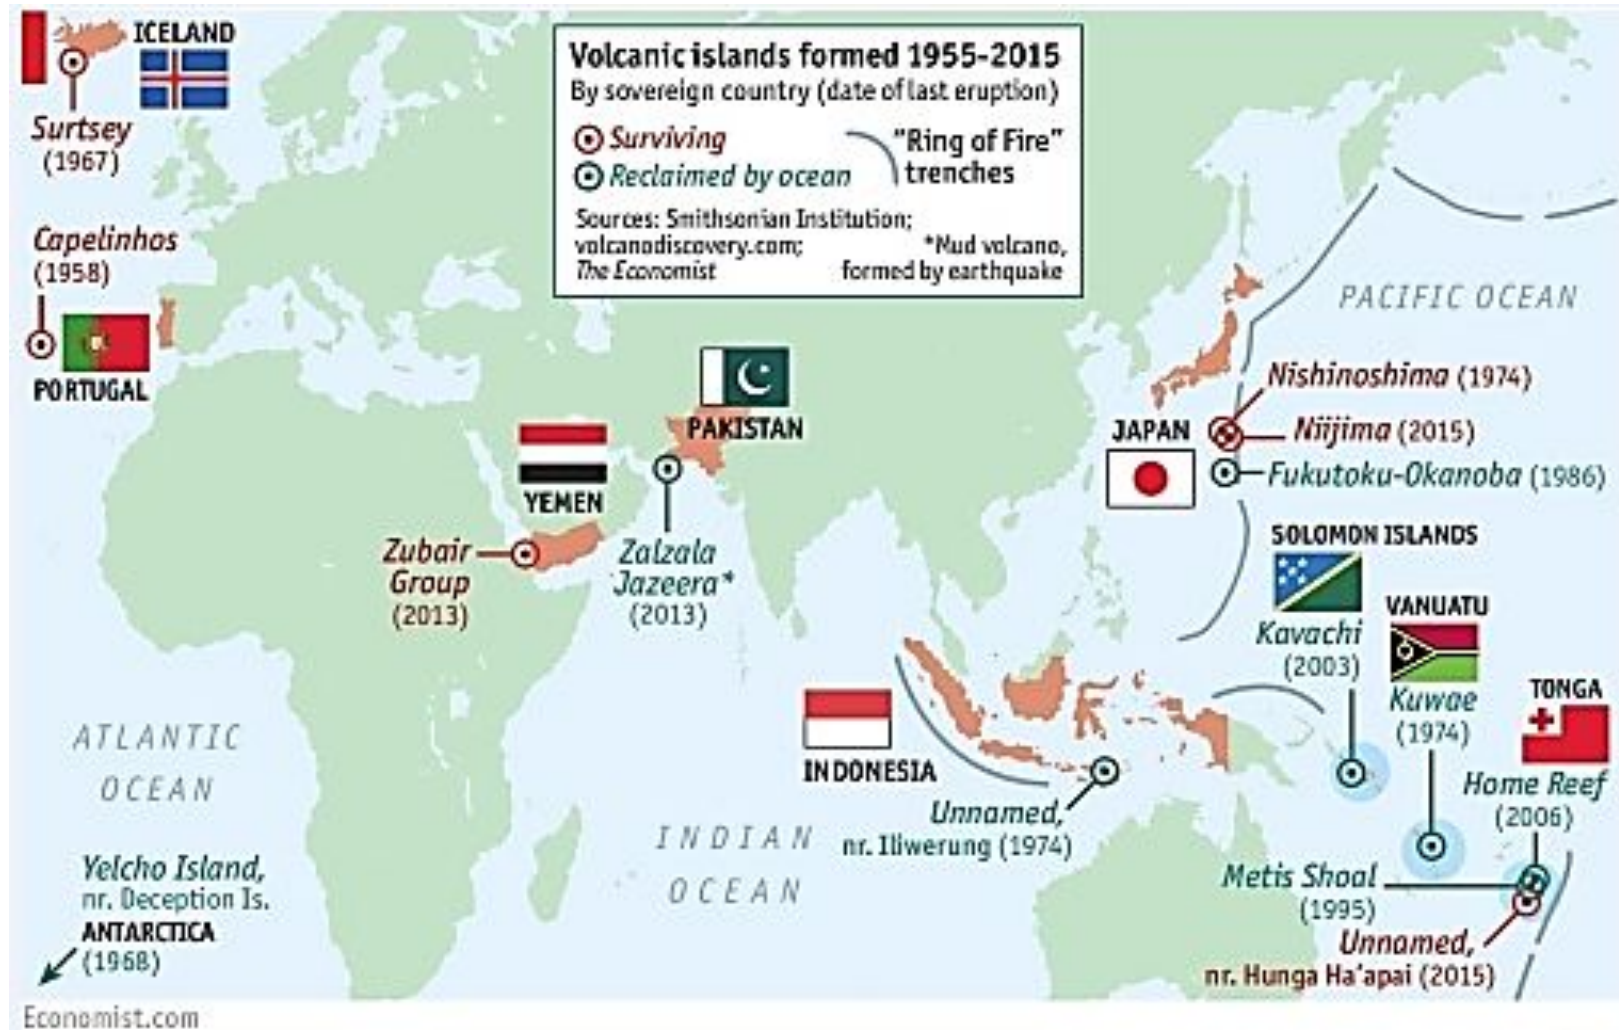 ICELAND
Surtsey
(1967)
Volcanic islands formed 1955-2015
By sovereign country (date of last eruption)
Surviving
Reclaimed by ocean
"Ring of Fire"
trenches
Sources: Smithsonian Institution;
volcanodiscovery.com;
The Economist
*Mud volcano,
formed by earthquake
Capelinhos
(1958)
PORTUGAL
PACIFIC OCEAN
PAKISTAN
YEMEN
Zubair
Group
(2013)
Zalzala
Jazeera*
(2013)
Nishinoshima (1974)
JAPAN
Niijima (2015)
Fukutoku-Okanoba (1986)
SOLOMON ISLANDS
Kavachi
(2003)
VANUATU
Kuwae
(1974)
TONGA
Home Reef
(2006)
INDONESIA
Unnamed,
nr. Iliwerung (1974)
ATLANTIC
OCEAN
INDIAN
OCEAN
Metis Shoal
(1995)
Unnamed,
nr. Hunga Ha'apai (2015)
Yelcho Island,
nr. Deception Is.
ANTARCTICA
(1968)
Economist.com